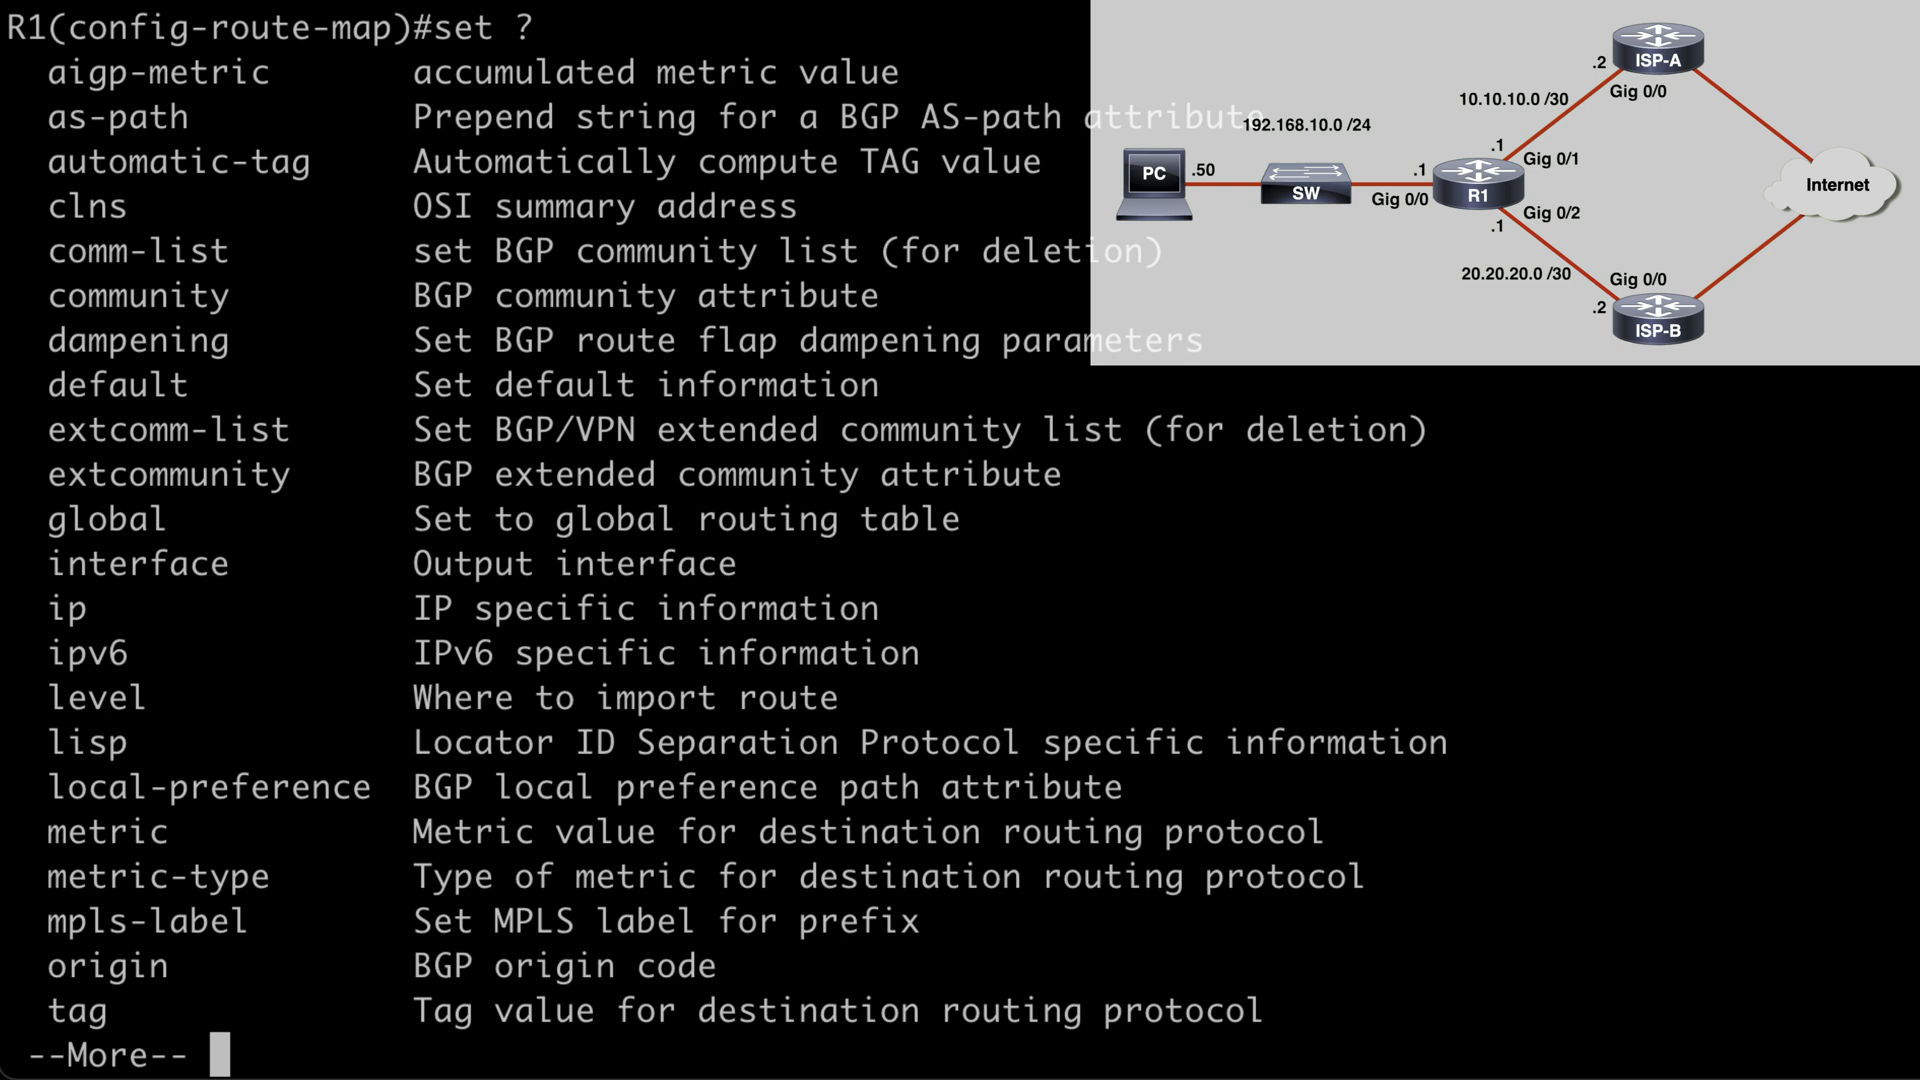 R1(config-route-map)#set ?
aigp-metric accumulated metric value
as-path Prepend string for a BGP AS-path attribute
automatic-tag Automatically compute TAG value
clns OSI summary address
comm-list set BGP community list (for deletion)
community BGP community attribute
dampening Set BGP route flap dampening parameters
default Set default information
extcomm-list Set BGP/VPN extended community list (for deletion)
extcommunity BGP extended community attribute
global Set to global routing table
interface Output interface
ip IP specific information
ipv6 IPv6 specific information
level Where to import route
lisp Locator ID Separation Protocol specific information
local-preference BGP local preference path attribute
metric Metric value for destination routing protocol
metric-type Type of metric for destination routing protocol
mpls-label Set MPLS label for prefix
origin BGP origin code
tag Tag value for destination routing protocol
--More--
ISP-A
.2
Gig 0/0
10.10.10.0 /30
192.168.10.0 /24
.1
Gig 0/1
PC
.50
SW
.1
Gig 0/0
R1
Internet
Gig 0/2
.1
20.20.20.0 /30
Gig 0/0
.2
ISP-B